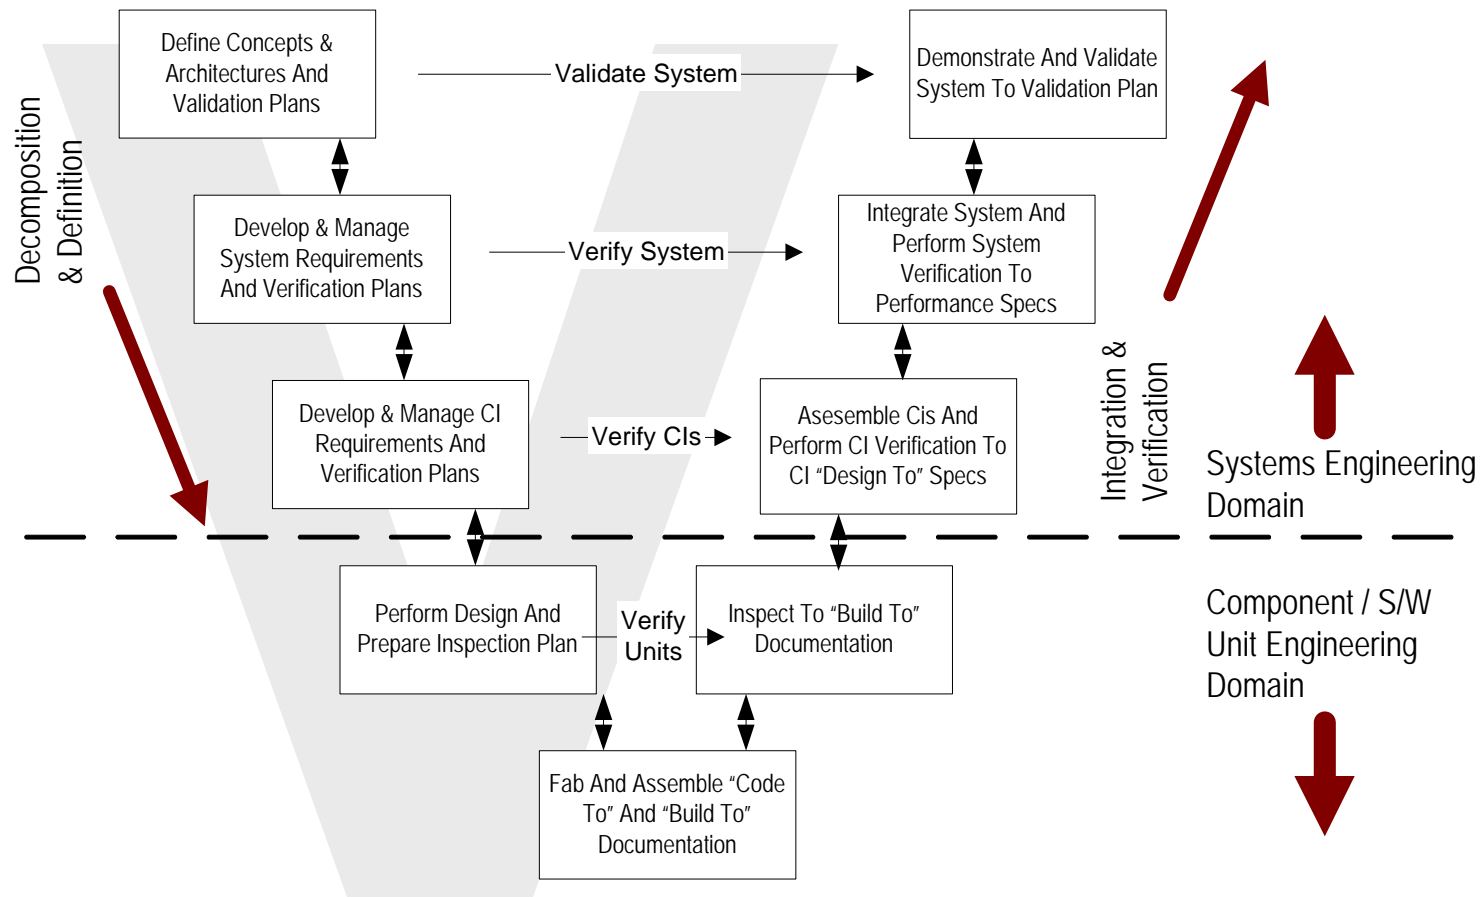 Define Concepts &
Architectures And
Validation Plans
Validate System
Demonstrate And Validate
System To Validation Plan
Decomposition
& Definition
Develop & Manage
System Requirements
And Verification Plans
Verify System
Integrate System And
Perform System
Verification To
Performance Specs
Develop & Manage CI
Requirements And
Verification Plans
Verify CIs
Asesemble Cis And
Perform CI Verification To
CI “Design To” Specs
Integration &
Verification
Systems Engineering
Domain
Perform Design And
Prepare Inspection Plan
Verify
Units
Inspect To “Build To”
Documentation
Component / S/W
Unit Engineering
Domain
Fab And Assemble “Code
To” And “Build To”
Documentation